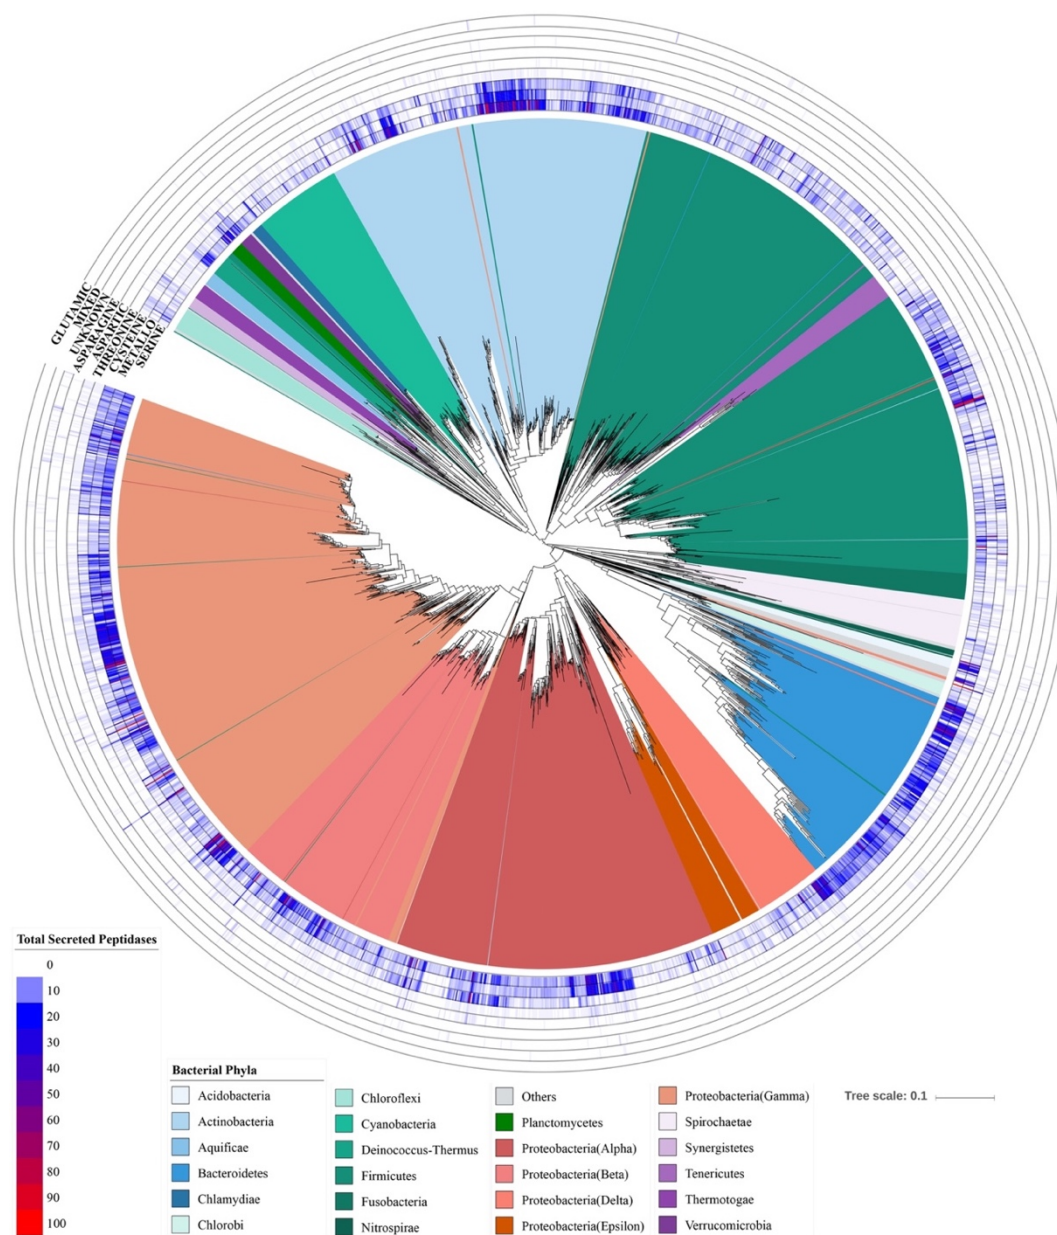 GLUTAMIC
MIXED
UNKNOWN
ASPARAGINE
ASPARTIC
THREONINE
CYSTEINE
METALLO
SERINE
Total Secreted Peptidases
0
10
20
30
40
50
60
70
80
90
100
Bacterial Phyla
Acidobacteria
Actinobacteria
Aquificae
Bacteroidetes
Chlamydiae
Chlorobi
Chloroflexi
Cyanobacteria
Deinococcus-Thermus
Firmicutes
Fusobacteria
Nitrospirae
Others
Planctomycetes
Proteobacteria(Alpha)
Proteobacteria(Beta)
Proteobacteria(Delta)
Proteobacteria(Epsilon)
Proteobacteria(Gamma)
Spirochaetae
Synergistetes
Tenericutes
Thermotogae
Verrucomicrobia
Tree scale: 0.1